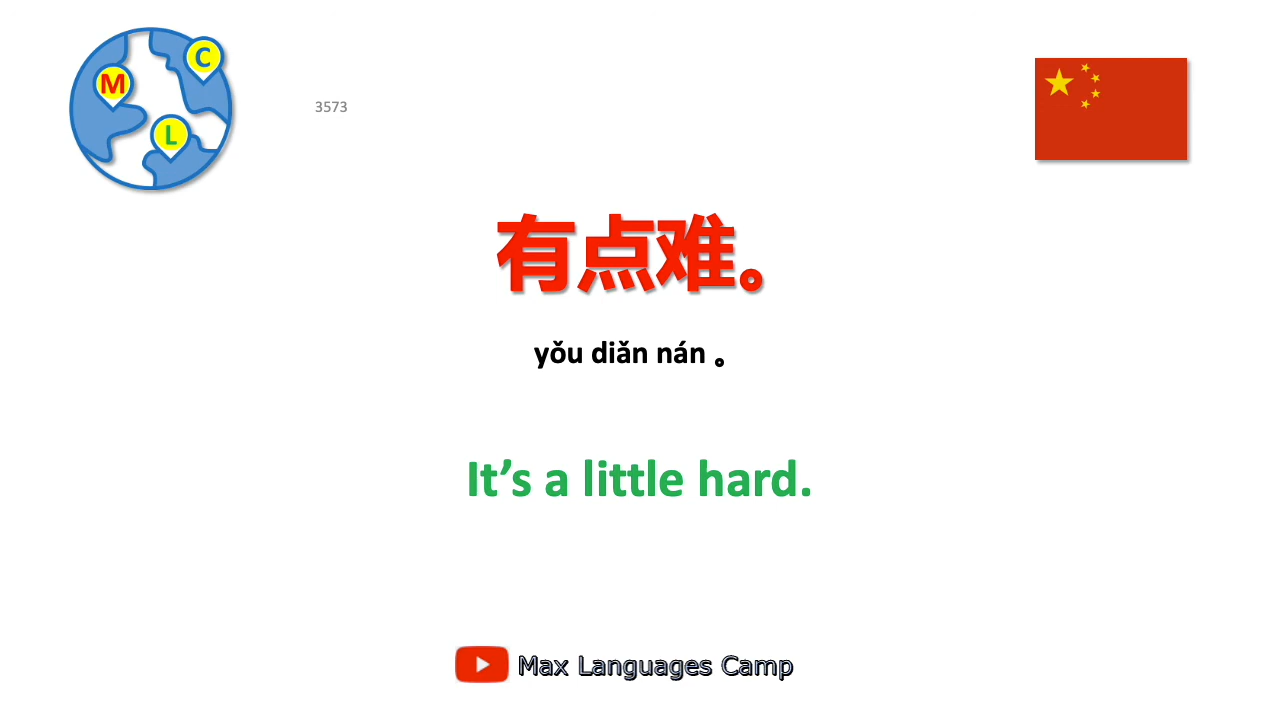 M
C
L
3573
有点难。
yǒu diǎn nán 。
It’s a little hard.
Max Languages Camp